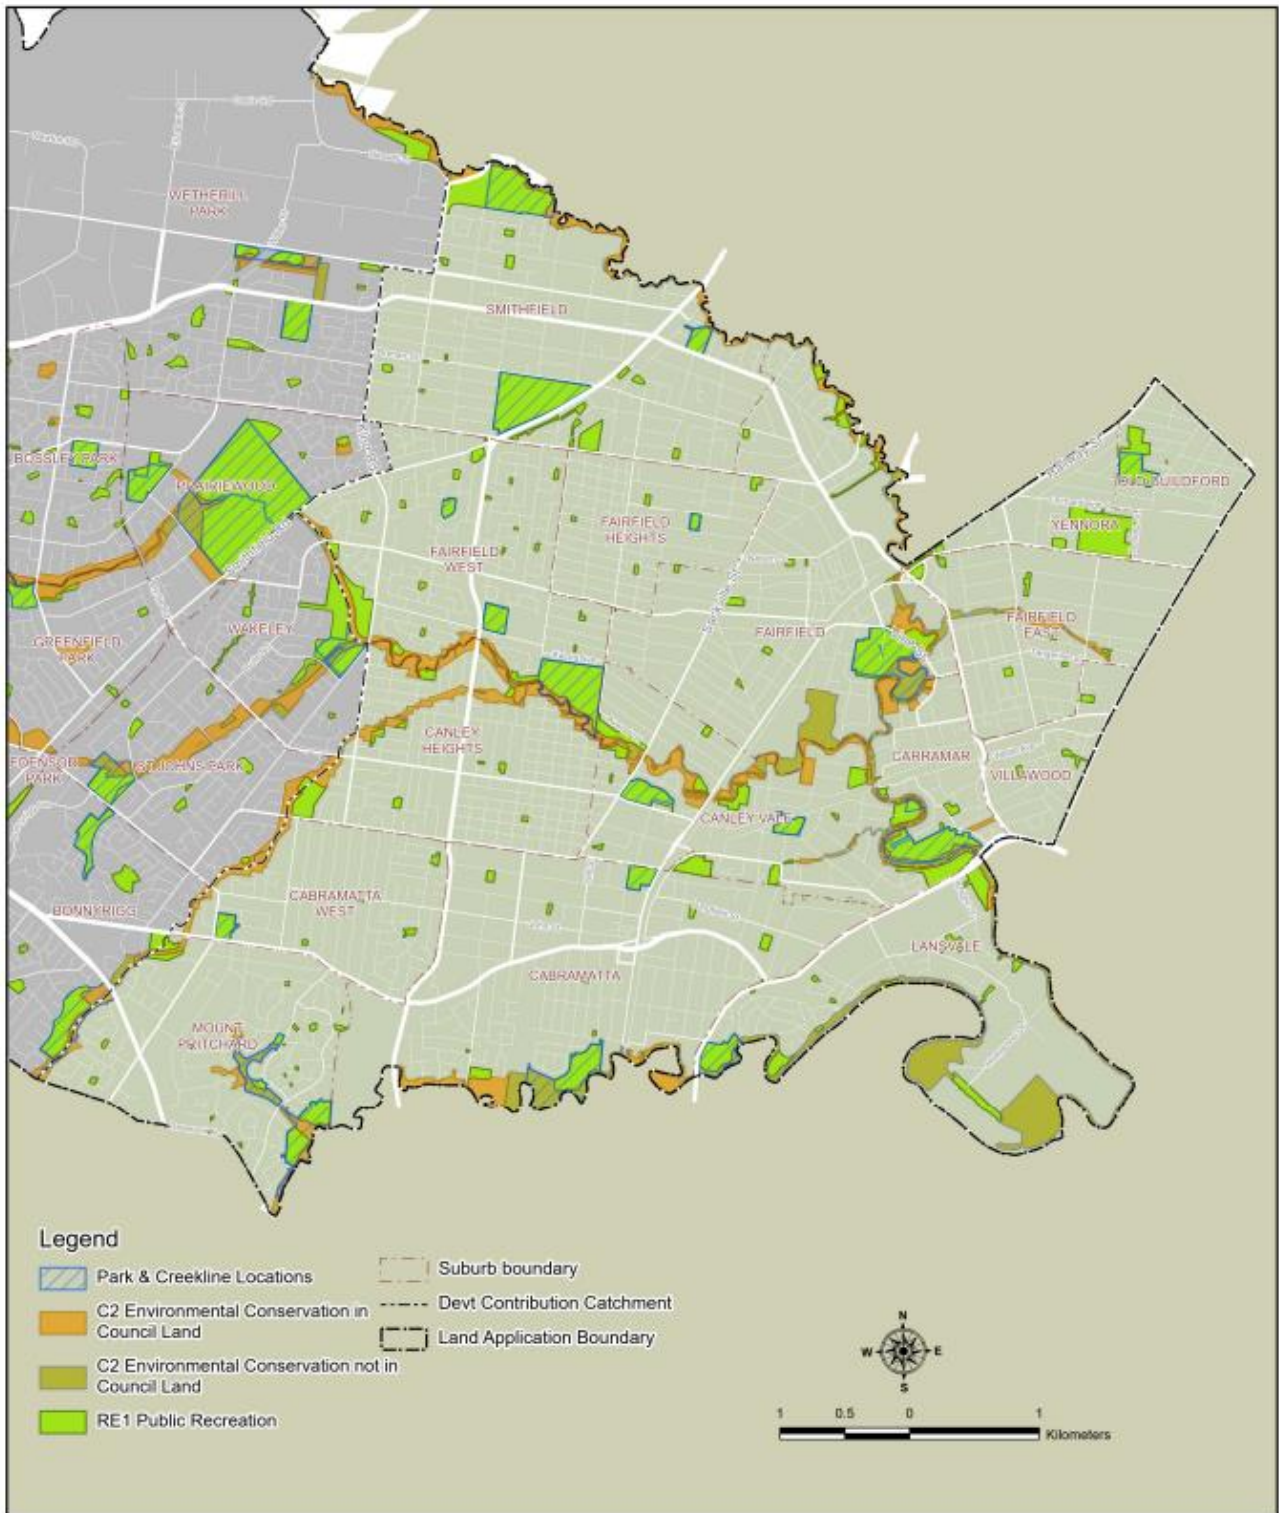 WETHERILL
PARK
SMITHFIELD
BOSSLEY PARK
PRAIRIEWOOD
OLD GUILDFORD
YENNORA
FAIRFIELD
HEIGHTS
FAIRFIELD
WEST
GREENFIELD
PARK
WAKELEY
FAIRFIELD
FAIRFIELD
EAST
EDENSOR
PARK
ST JOHNS PARK
CANLEY
HEIGHTS
CARRAMAR
VILLAWOOD
CANLEY VALE
BONNYRIGG
CABRAMATTA
WEST
LANSVALE
CABRAMATTA
MOUNT
PRITCHARD
Legend
Park & Creekline Locations
C2 Environmental Conservation in
Council Land
C2 Environmental Conservation not in
Council Land
RE1 Public Recreation
Suburb boundary
Devt Contribution Catchment
Land Application Boundary
N
W E
S
1 0.5 0 1
Kilometers